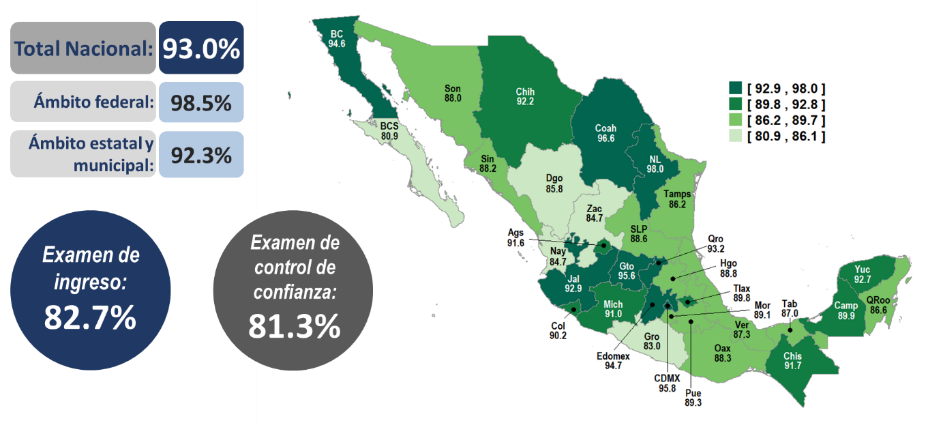 Total Nacional: 93.0%
Ámbito federal: 98.5%
Ámbito estatal y
municipal: 92.3%
Examen de
ingreso:
82.7%
Examen de
control de
confianza:
81.3%
[ 92.9 , 98.0 ]
[ 89.8 , 92.8 ]
[ 86.2 , 89.7 ]
[ 80.9 , 86.1 ]
BC
94.6
BCS
80.9
Son
88.0
Chih
92.2
Coah
96.6
NL
98.0
Sin
88.2
Dgo
85.8
Zac
84.7
Tamps
86.2
SLP
88.6
Ags
91.6
Nay
84.7
Jal
92.9
Gto
95.6
Qro
93.2
Hgo
88.8
Tlax
89.8
Mor
89.1
Tab
87.0
Yuc
92.7
Camp
89.9
QRoo
86.6
Col
90.2
Mich
91.0
Edomex
94.7
Gro
83.0
CDMX
95.8
Pue
89.3
Oax
88.3
Ver
87.3
Chis
91.7